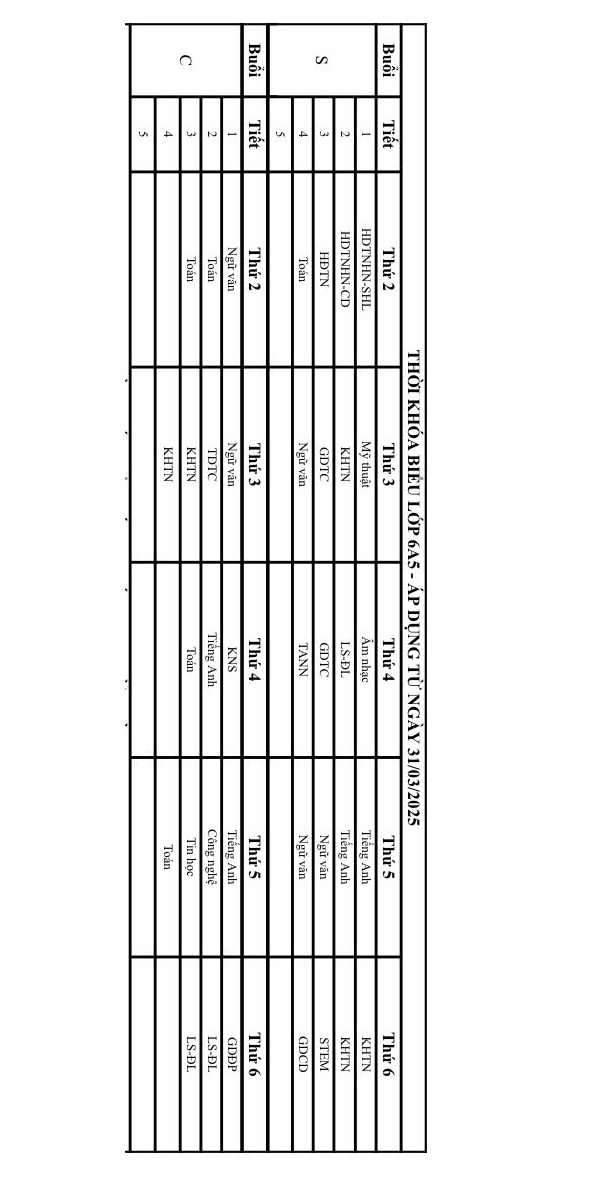 THỜI KHÓA BIỂU LỚP 6A5 - ÁP DỤNG TỪ NGÀY 31/03/2025
Buổi Tiết Thứ 2 Thứ 3 Thứ 4 Thứ 5 Thứ 6
S
1 HĐTNHN-SHL Mỹ thuật Âm nhạc Tiếng Anh KHTN
2 HĐTNHN-CD KHTN LS-ĐL Tiếng Anh KHTN
3 HĐTN GDTC GDTC Ngữ văn STEM
4 Toán Ngữ văn TANN Ngữ văn GDCD
5
Buổi Tiết Thứ 2 Thứ 3 Thứ 4 Thứ 5 Thứ 6
C
1 Ngữ văn Ngữ văn KNS Tiếng Anh GDĐP
2 Toán TDTC Tiếng Anh Công nghệ LS-ĐL
3 Toán KHTN Toán Tin học LS-ĐL
4 KHTN Toán
5